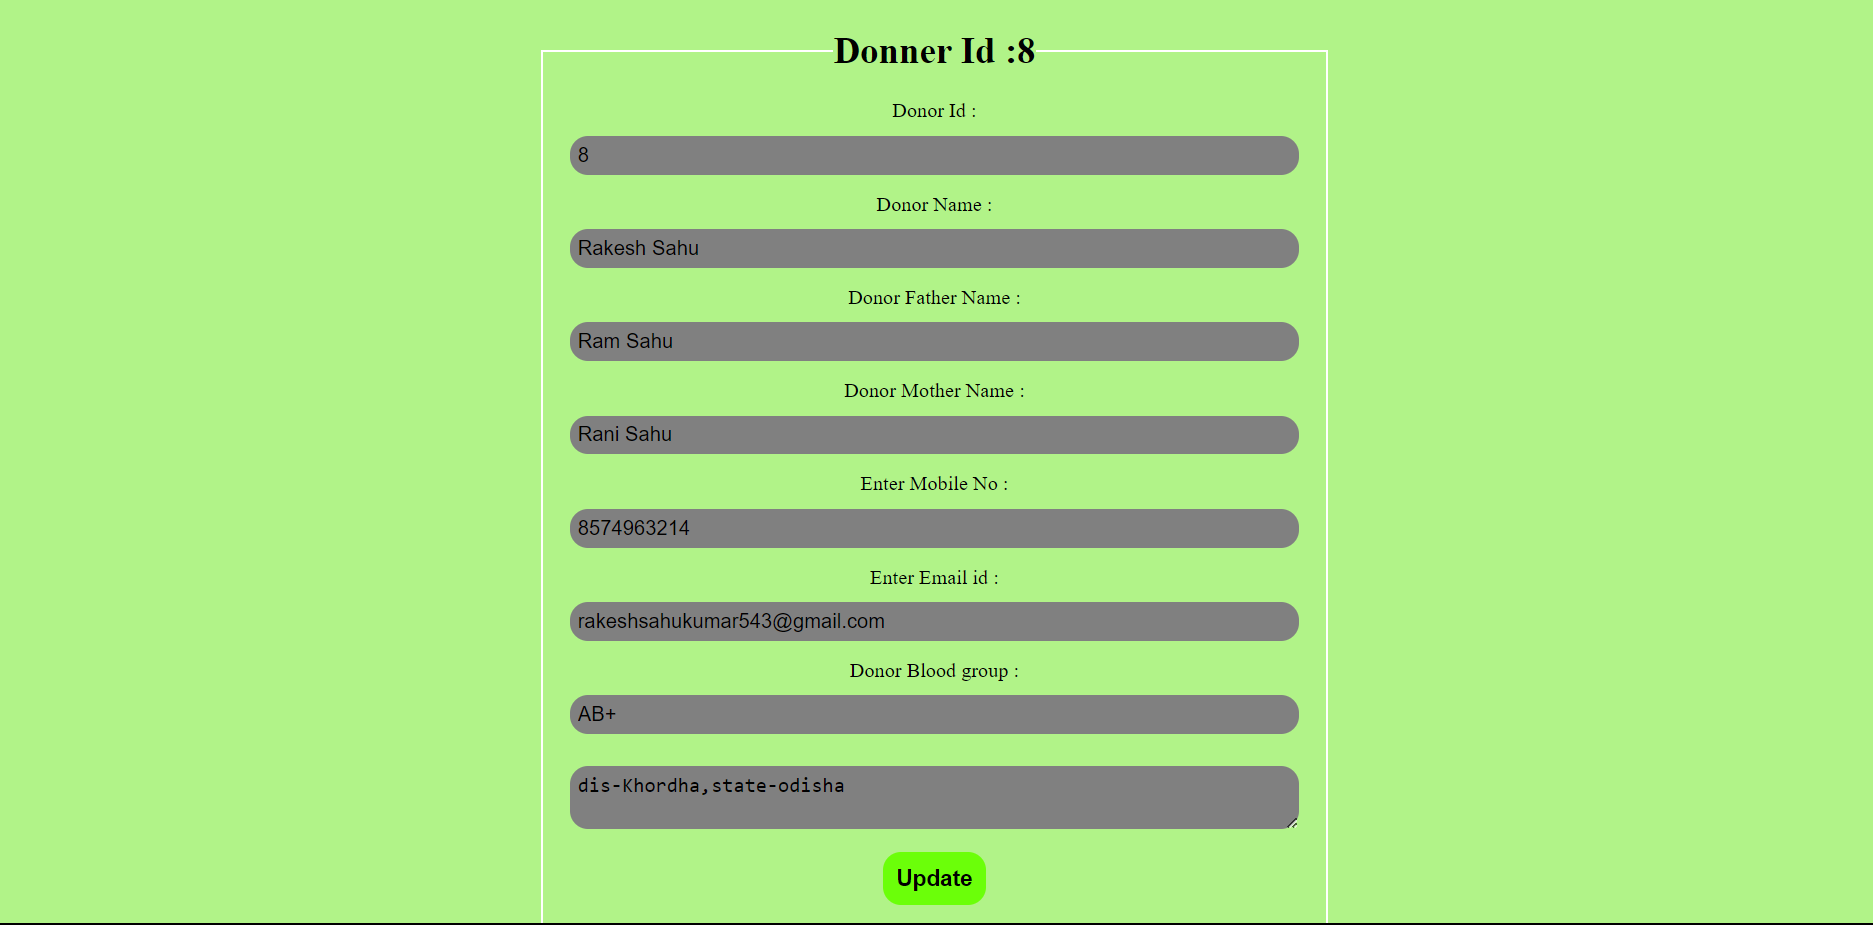 Donner Id :8
Donor Id :
8
Donor Name :
Rakesh Sahu
Donor Father Name :
Ram Sahu
Donor Mother Name :
Rani Sahu
Enter Mobile No :
8574963214
Enter Email id :
rakeshsahukumar543@gmail.com
Donor Blood group :
AB+
dis-Khordha,state-odisha
Update